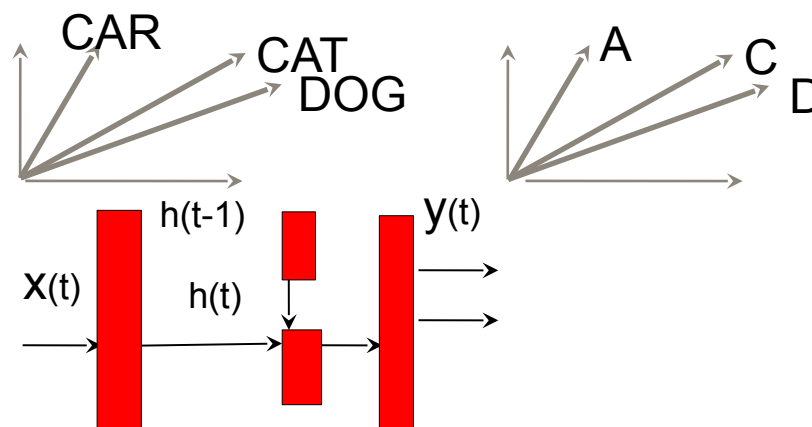 CAR
CAT
DOG
A
C
D
x(t)
h(t-1)
h(t)
y(t)